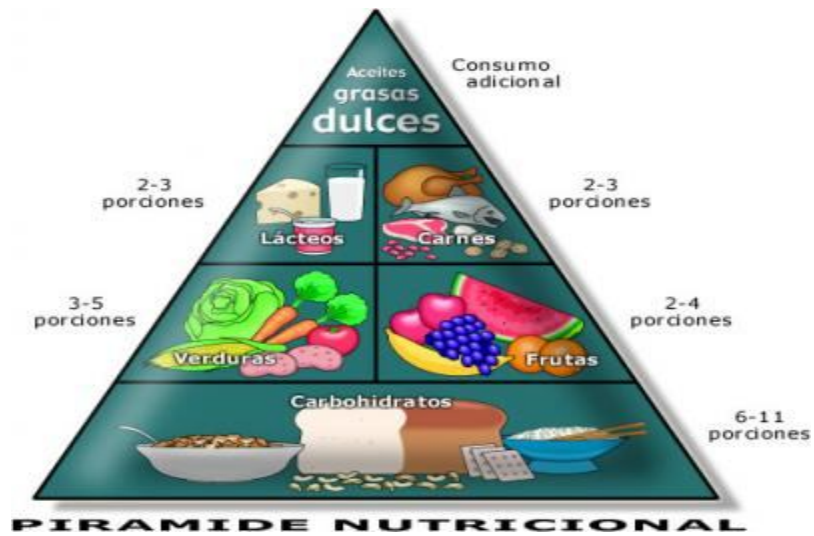 Aceites
grasas
dulces
Consumo
adicional
2-3
porciones
Lácteos
Carnes
2-3
porciones
3-5
porciones
Verduras
Frutas
2-4
porciones
Carbohidratos
6-11
porciones
PIRAMIDE NUTRICIONAL